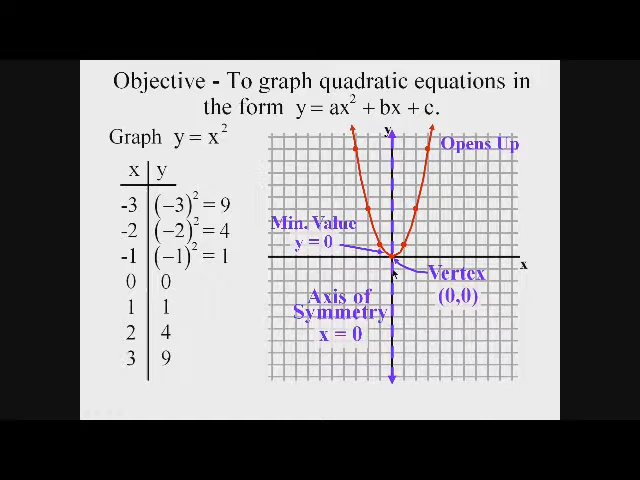 Objective - To graph quadratic equations in
the form y = ax² + bx + c.
Graph y = x²
x y
-3 (−3)² = 9
-2 (−2)² = 4
-1 (−1)² = 1
0 0
1 1
2 4
3 9
y
Opens Up
Min. Value
y = 0
x
Vertex
(0,0)
Axis of
Symmetry
x = 0